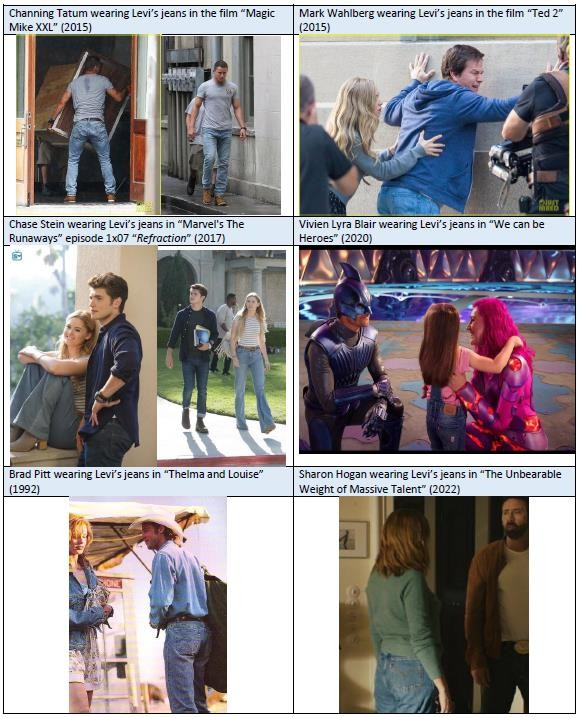 Channing Tatum wearing Levi's jeans in the film "Magic
Mike XXL" (2015)
Mark Wahlberg wearing Levi's jeans in the film "Ted 2"
(2015)
JUST JARED
Chase Stein wearing Levi's jeans in "Marvel's The
Runaways" episode 1x07 "Refraction" (2017)
Vivien Lyra Blair wearing Levi's jeans in "We can be
Heroes" (2020)
Brad Pitt wearing Levi's jeans in "Thelma and Louise"
(1992)
Sharon Hogan wearing Levi's jeans in "The Unbearable
Weight of Massive Talent" (2022)
PHONE